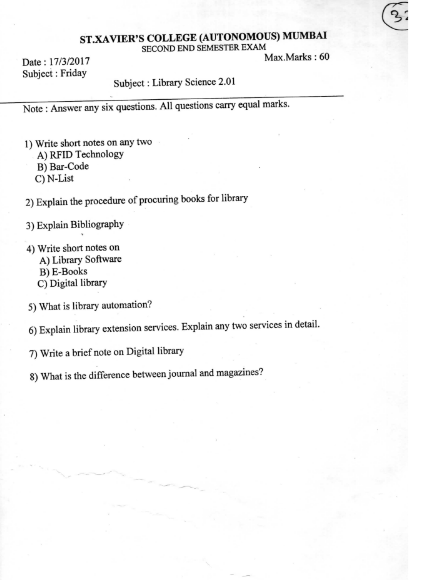 ST.XAVIER'S COLLEGE (AUTONOMOUS) MUMBAI
SECOND END SEMESTER EXAM
Date : 17/3/2017 Max.Marks : 60
Subject : Friday
Subject : Library Science 2.01
Note : Answer any six questions. All questions carry equal marks.
1) Write short notes on any two
A) RFID Technology
B) Bar-Code
C) N-List
2) Explain the procedure of procuring books for library
3) Explain Bibliography
4) Write short notes on
A) Library Software
B) E-Books
C) Digital library
5) What is library automation?
6) Explain library extension services. Explain any two services in detail.
7) Write a brief note on Digital library
8) What is the difference between journal and magazines?